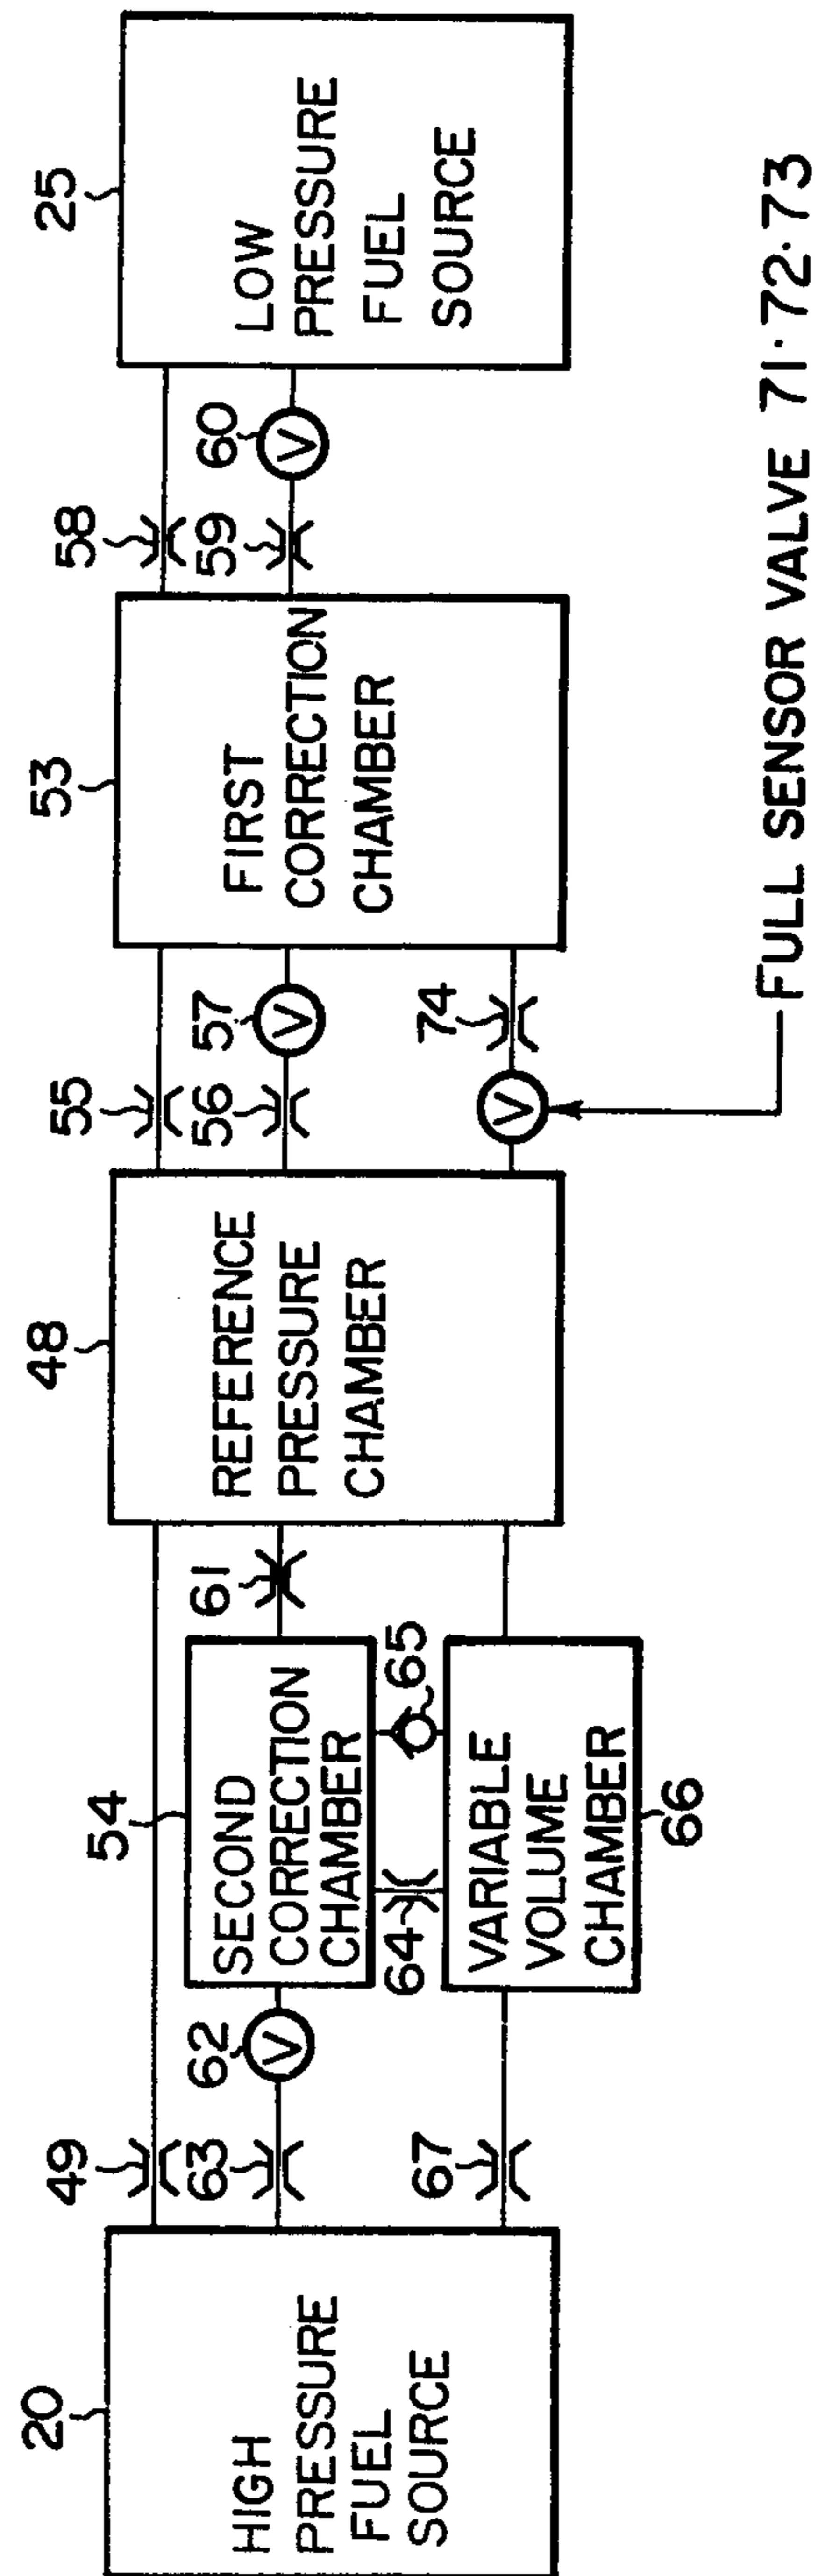 20
HIGH
PRESSURE
FUEL
SOURCE
49
63
62
67
54
SECOND
CORRECTION
CHAMBER
64
65
VARIABLE
VOLUME
CHAMBER
66
61
48
REFERENCE
PRESSURE
CHAMBER
55
56
57
74
FULL SENSOR VALVE 71·72·73
53
FIRST
CORRECTION
CHAMBER
58
59
60
25
LOW
PRESSURE
FUEL
SOURCE
V
V
V
V